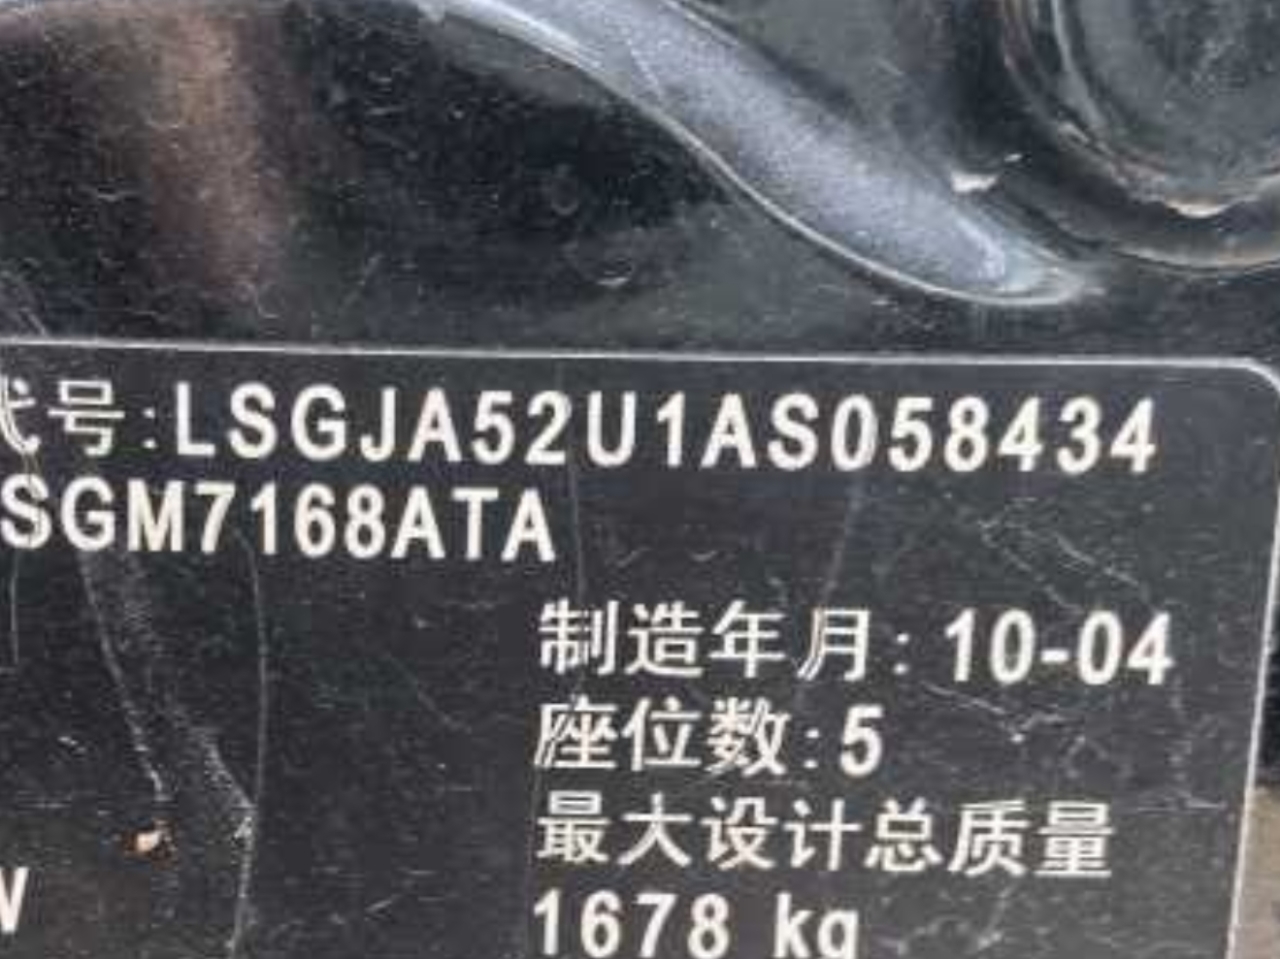 代号:LSGJA52U1AS058434
SGM7168ATA
制造年月: 10-04
座位数:5
最大设计总质量
1678 kg